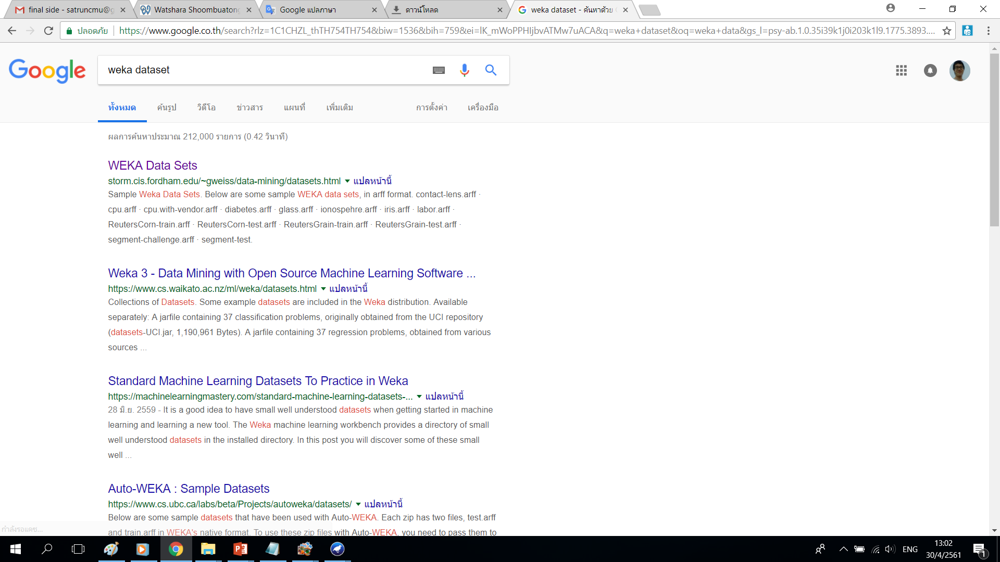 final side - satruncmu@g
Watshara Shoombuatong
Google แปลภาษา
ดาวน์โหลด
weka dataset - ค้นหาด้วย
ปลอดภัย
https://www.google.co.th/search?rlz=1C1CHZL_thTH754TH754&biw=1536&bih=759&ei=lK_mWoPPHIjbvATMw7uACA&q=weka+dataset&oq=weka+data&gs_l=psy-ab.1.0.35i39k1j0i203k1l9.1775.3893....
Google
weka dataset
ทั้งหมด ค้นรูป วิดีโอ ข่าวสาร แผนที่ เพิ่มเติม การตั้งค่า เครื่องมือ
ผลการค้นหาประมาณ 212,000 รายการ (0.42 วินาที)
WEKA Data Sets
storm.cis.fordham.edu/~gweiss/data-mining/datasets.html แปลหน้านี้
Sample Weka Data Sets. Below are some sample WEKA data sets, in arff format. contact-lens.arff ·
cpu.arff · cpu.with-vendor.arff · diabetes.arff · glass.arff · ionospehre.arff · iris.arff · labor.arff ·
ReutersCorn-train.arff · ReutersCorn-test.arff · ReutersGrain-train.arff · ReutersGrain-test.arff ·
segment-challenge.arff · segment-test.
Weka 3 - Data Mining with Open Source Machine Learning Software ...
https://www.cs.waikato.ac.nz/ml/weka/datasets.html แปลหน้านี้
Collections of Datasets. Some example datasets are included in the Weka distribution. Available
separately: A jarfile containing 37 classification problems, originally obtained from the UCI repository
(datasets-UCI.jar, 1,190,961 Bytes). A jarfile containing 37 regression problems, obtained from various
sources ...
Standard Machine Learning Datasets To Practice in Weka
https://machinelearningmastery.com/standard-machine-learning-datasets-... แปลหน้านี้
28 มิ.ย. 2559 - It is a good idea to have small well understood datasets when getting started in machine
learning and learning a new tool. The Weka machine learning workbench provides a directory of small
well understood datasets in the installed directory. In this post you will discover some of these small
well ...
Auto-WEKA : Sample Datasets
https://www.cs.ubc.ca/labs/beta/Projects/autoweka/datasets/ แปลหน้านี้
Below are some sample datasets that have been used with Auto-WEKA. Each zip has two files, test.arff
and train.arff in WEKA's native format. To use these zip files with Auto-WEKA, you need to pass them to
กำลังรอแคช...
ENG
13:02
30/4/2561
1